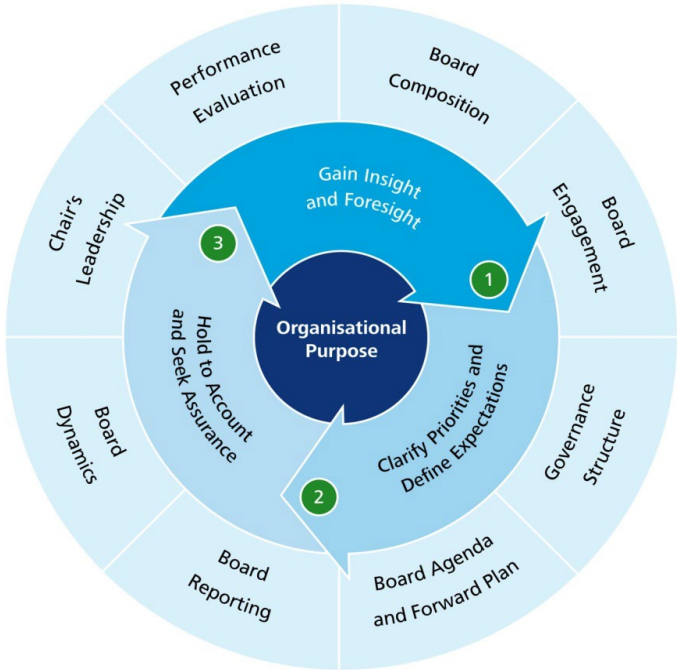 Performance
Evaluation
Board
Composition
Board
Engagement
Governance
Structure
Board Agenda
and Forward Plan
Board
Reporting
Board
Dynamics
Chair's
Leadership
Gain Insight
and Foresight
1
Clarify Priorities and
Define Expectations
2
Hold to Account
and Seek Assurance
3
Organisational
Purpose